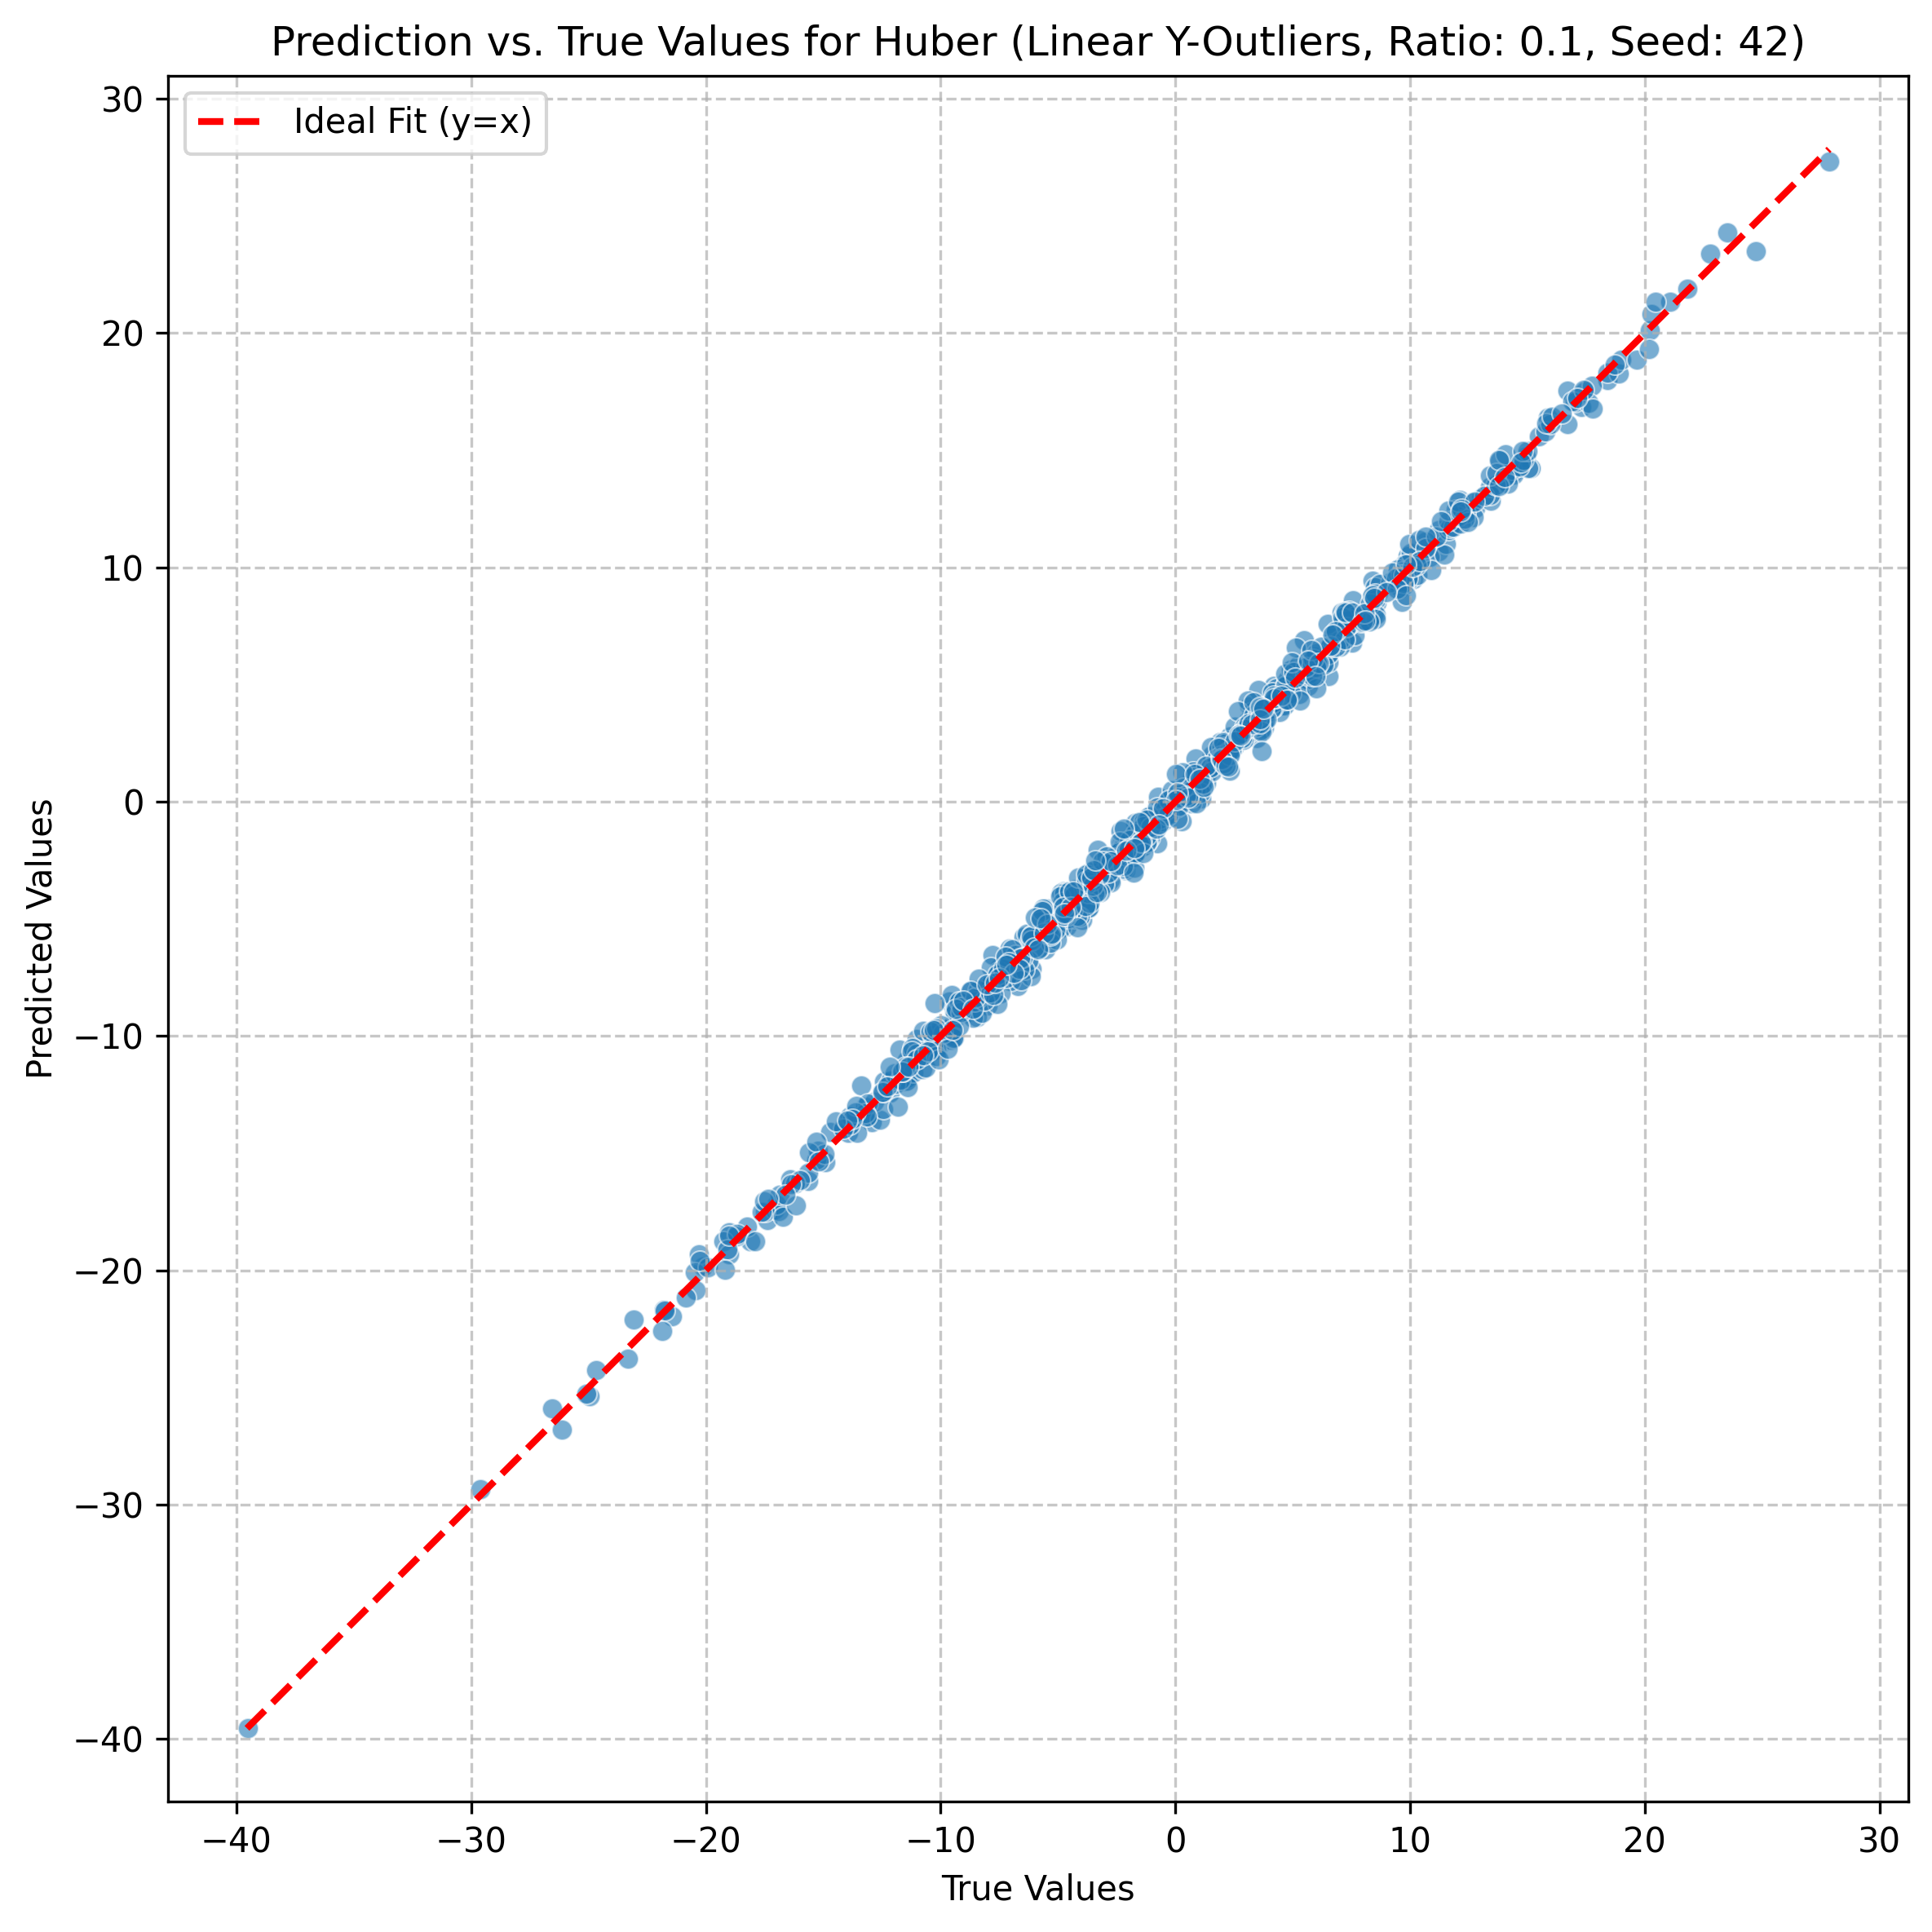 Prediction vs. True Values for Huber (Linear Y-Outliers, Ratio: 0.1, Seed: 42)
Ideal Fit (y=x)
30
20
10
0
−10
−20
−30
−40
Predicted Values
−40 −30 −20 −10 0 10 20 30
True Values